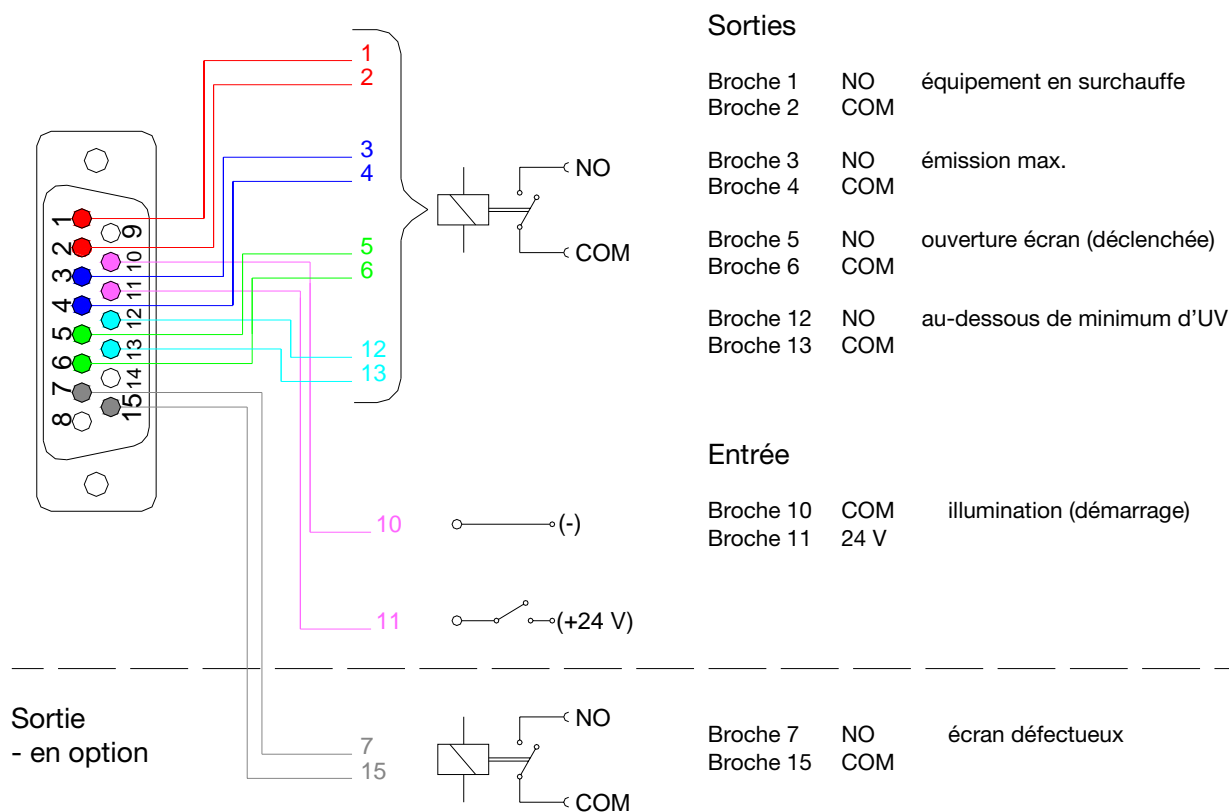 Sorties
1
2
Broche 1 NO équipement en surchauffe
Broche 2 COM
3
4
NO
Broche 3 NO émission max.
Broche 4 COM
5
6
COM
Broche 5 NO ouverture écran (déclenchée)
Broche 6 COM
12
13
Broche 12 NO au-dessous de minimum d’UV
Broche 13 COM
1
2
3
4
5
6
7
8
9
10
11
12
13
14
15
Entrée
10
(-)
Broche 10 COM illumination (démarrage)
Broche 11 24 V
11
(+24 V)
Sortie
- en option
7
15
NO
COM
Broche 7 NO écran défectueux
Broche 15 COM